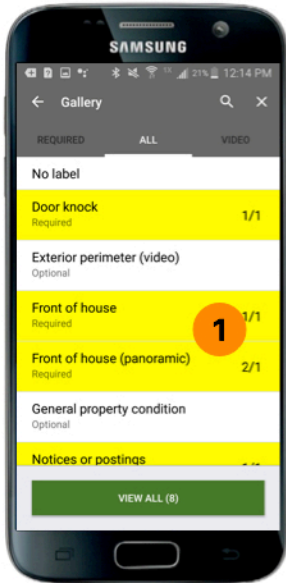 SAMSUNG
21% 12:14 PM
Gallery
REQUIRED ALL VIDEO
No label
Door knock 1/1
Required
Exterior perimeter (video)
Optional
Front of house 1/1
Required
1
Front of house (panoramic) 2/1
Required
General property condition
Optional
Notices or postings
VIEW ALL (8)